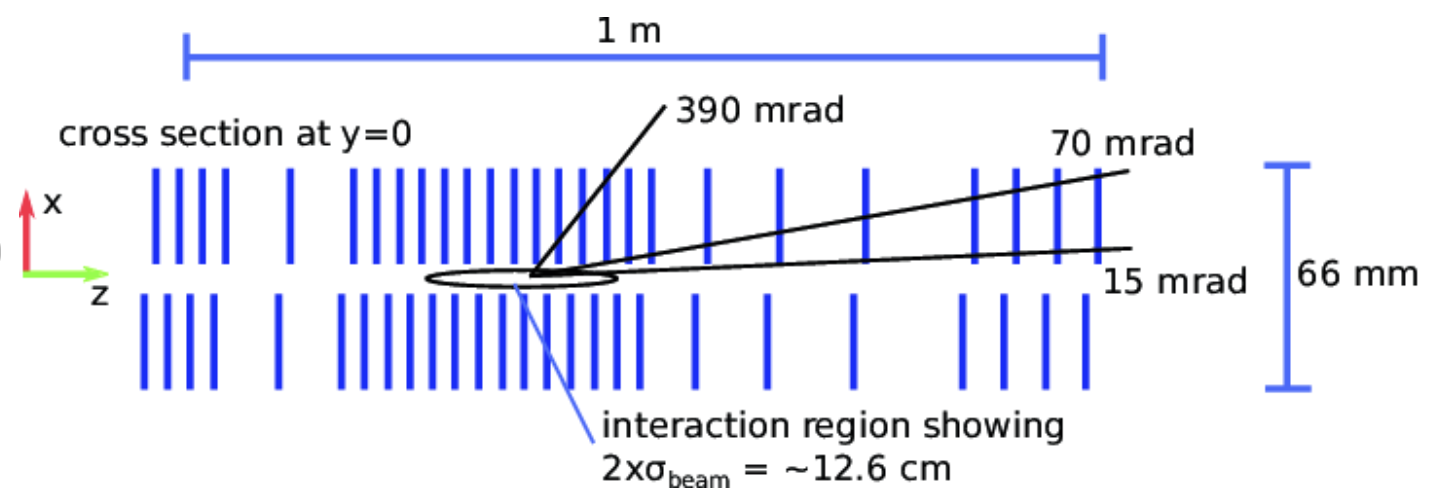 1 m
cross section at y=0
390 mrad
70 mrad
x
z
15 mrad
66 mm
interaction region showing
2xσbeam = ~12.6 cm